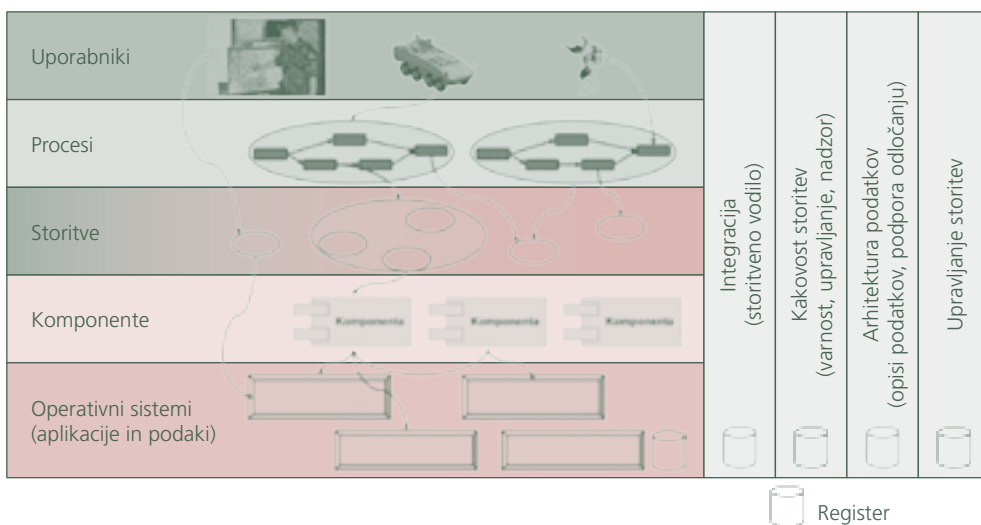 Uporabniki
Procesi
Storitve
Komponente
Komponenta
Komponenta
Komponenta
Operativni sistemi
(aplikacije in podaki)
Integracija
(storitveno vodilo)
Kakovost storitev
(varnost, upravljanje, nadzor)
Arhitektura podatkov
(opisi podatkov, podpora odločanju)
Upravljanje storitev
Register